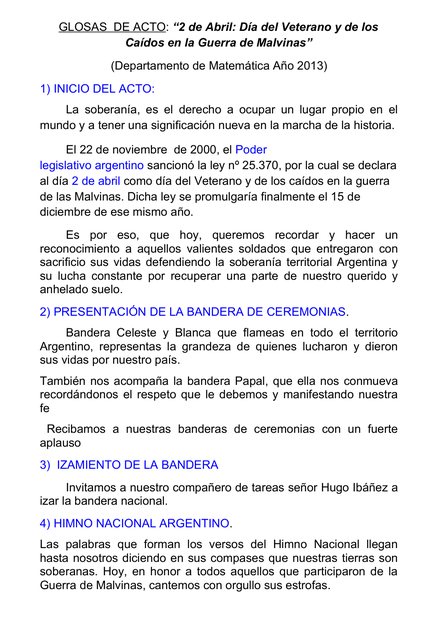 GLOSAS  DE ACTO: “2 de Abril: Día del Veterano y de los
Caídos en la Guerra de Malvinas”
(Departamento de Matemática Año 2013)
1) INICIO DEL ACTO:
La soberanía, es el derecho a ocupar un lugar propio en el
mundo y a tener una significación nueva en la marcha de la historia.
El 22 de noviembre  de 2000, el Poder
legislativo argentino sancionó la ley nº 25.370, por la cual se declara
al día 2 de abril como día del Veterano y de los caídos en la guerra
de las Malvinas. Dicha ley se promulgaría finalmente el 15 de
diciembre de ese mismo año.
Es por eso, que hoy, queremos recordar y hacer un
reconocimiento a aquellos valientes soldados que entregaron con
sacrificio sus vidas defendiendo la soberanía territorial Argentina y
su lucha constante por recuperar una parte de nuestro querido y
anhelado suelo.
2) PRESENTACIÓN DE LA BANDERA DE CEREMONIAS.
Bandera Celeste y Blanca que flameas en todo el territorio
Argentino, representas la grandeza de quienes lucharon y dieron
sus vidas por nuestro país.
También nos acompaña la bandera Papal, que ella nos conmueva
recordándonos el respeto que le debemos y manifestando nuestra
fe
Recibamos a nuestras banderas de ceremonias con un fuerte
aplauso
3)  IZAMIENTO DE LA BANDERA
Invitamos a nuestro compañero de tareas señor Hugo Ibáñez a
izar la bandera nacional.
4) HIMNO NACIONAL ARGENTINO.
Las palabras que forman los versos del Himno Nacional llegan
hasta nosotros diciendo en sus compases que nuestras tierras son
soberanas. Hoy, en honor a todos aquellos que participaron de la
Guerra de Malvinas, cantemos con orgullo sus estrofas.